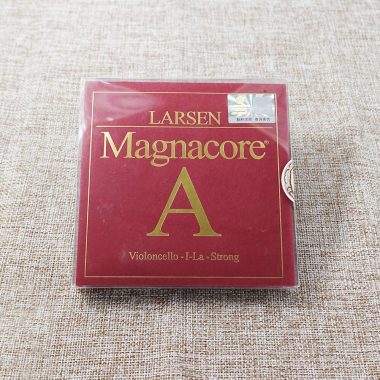 LARSEN
Magnacore®
A
Violoncello - I-La - Strong